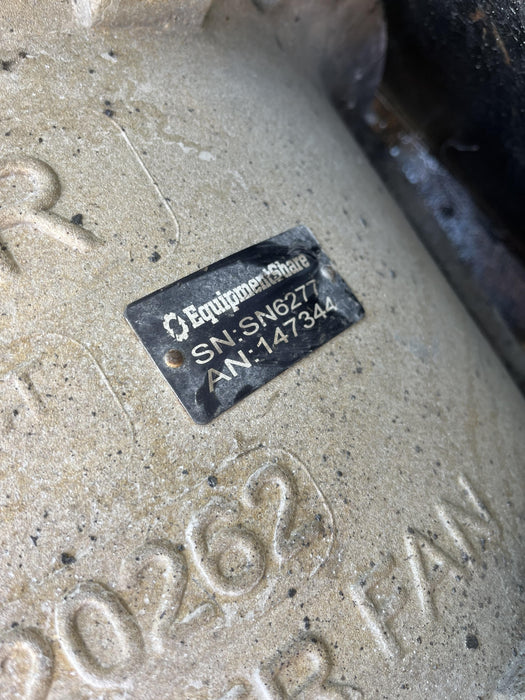 R
EquipmentShare
SN:SN6277
AN:147344
20262
FAN